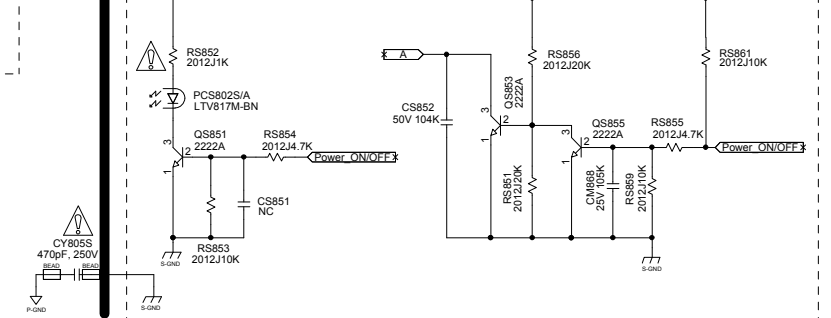 RS852
2012J1K
PCS802S/A
LTV817M-BN
QS851
2222A
3
2
1
RS854
2012J4.7K
Power_ON/OFF
CS851
NC
RS853
2012J10K
S-GND
CY805S
470pF, 250V
BEAD
BEAD
P-GND
S-GND
A
CS852
50V 104K
QS853
2222A
3
2
1
RS856
2012J20K
RS851
2012J20K
QS855
2222A
3
2
1
CM868
25V 105K
RS859
2012J10K
RS855
2012J4.7K
RS861
2012J10K
Power_ON/OFF
S-GND